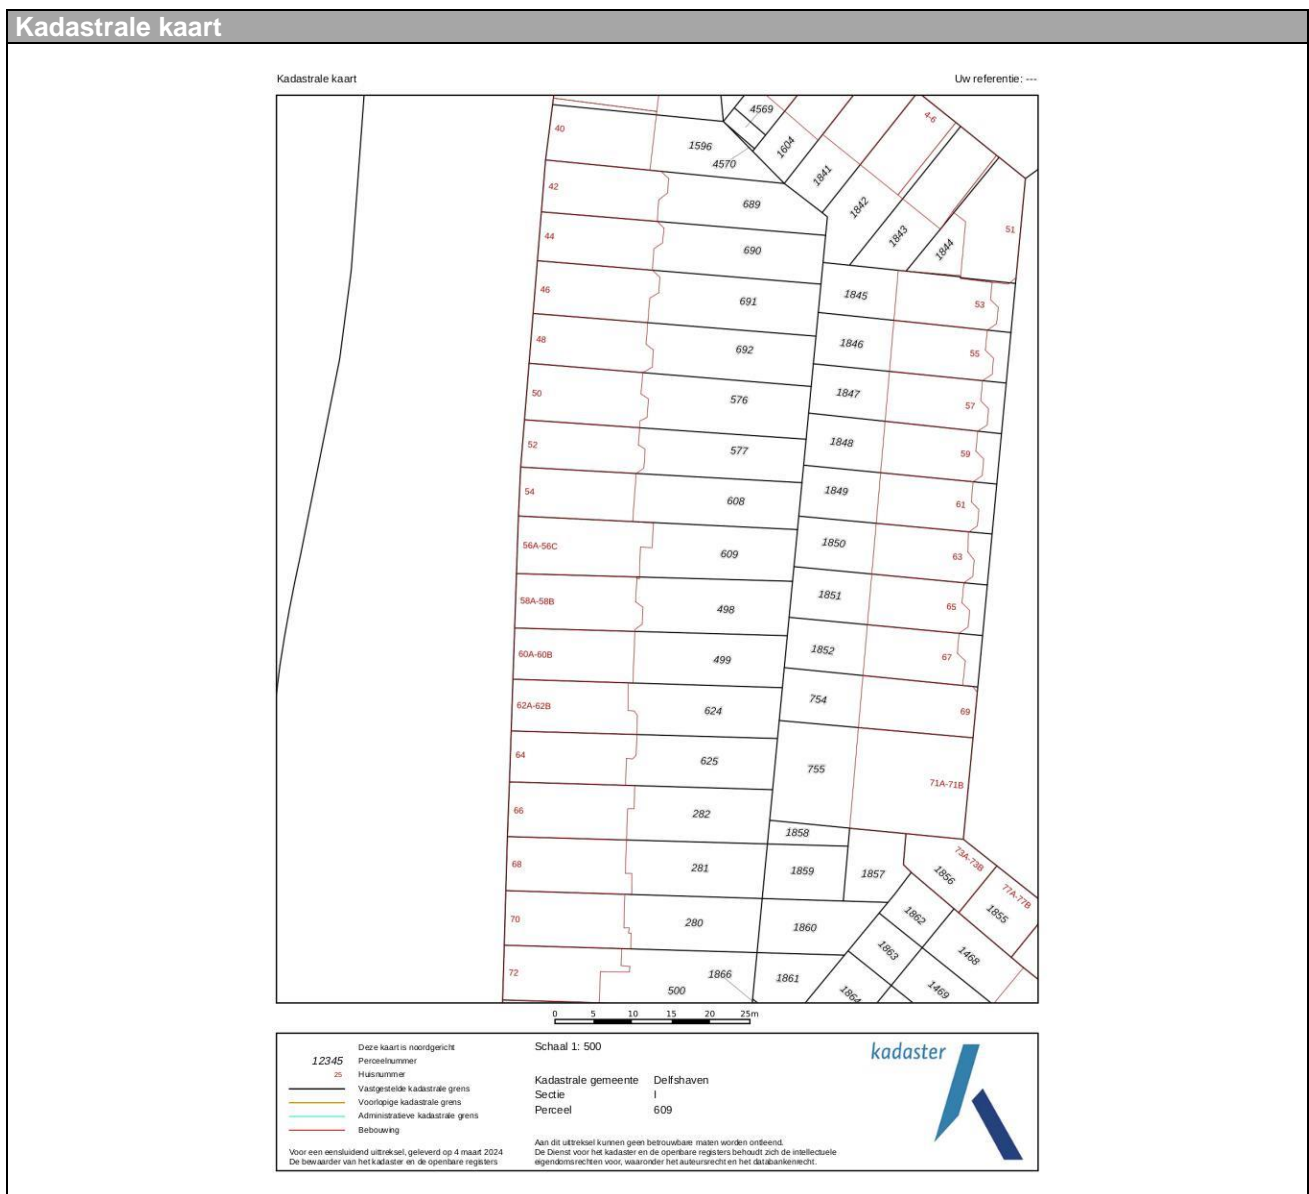 Kadastrale kaart
Kadastrale kaart
Uw referentie: ---
4569
40
4-6
1596
1604
4570
1841
42
689
1842
51
44
690
1843
1844
46
691
1845
53
48
692
1846
55
50
576
1847
57
52
577
1848
59
54
608
1849
61
56A-56C
609
1850
63
58A-58B
498
1851
65
60A-60B
499
1852
67
62A-62B
624
754
69
64
625
755
71A-71B
66
282
1858
68
281
1859
1857
73A-73B
1856
77A-77B
1855
70
280
1860
1862
1863
1468
72
500
1866
1861
1864
1469
0 5 10 15 20 25m
Deze kaart is noordgericht
12345 Perceelnummer
25 Huisnummer
Vastgestelde kadastrale grens
Voorlopige kadastrale grens
Administratieve kadastrale grens
Bebouwing
Voor een eensluidend uittreksel, geleverd op 4 maart 2024
De bewaarder van het kadaster en de openbare registers
Schaal 1: 500
Kadastrale gemeente Delfshaven
Sectie I
Perceel 609
Aan dit uittreksel kunnen geen betrouwbare maten worden ontleend.
De Dienst voor het kadaster en de openbare registers behoudt zich de intellectuele
eigendomsrechten voor, waaronder het auteursrecht en het databankenrecht.
kadaster